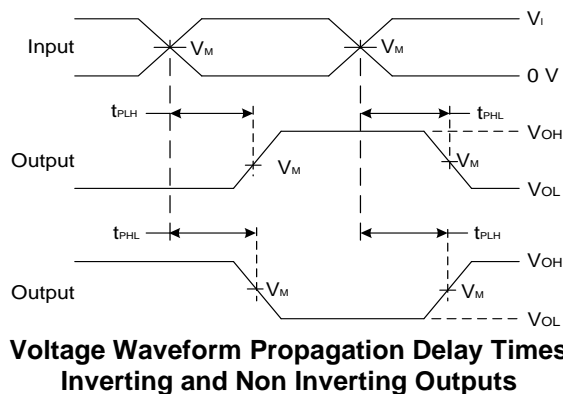 VI
Input VM VM
0 V
tPLH tPHL
VOH
Output VM VM
VOL
tPHL tPLH
VOH
Output VM VM
VOL
Voltage Waveform Propagation Delay Times
Inverting and Non Inverting Outputs